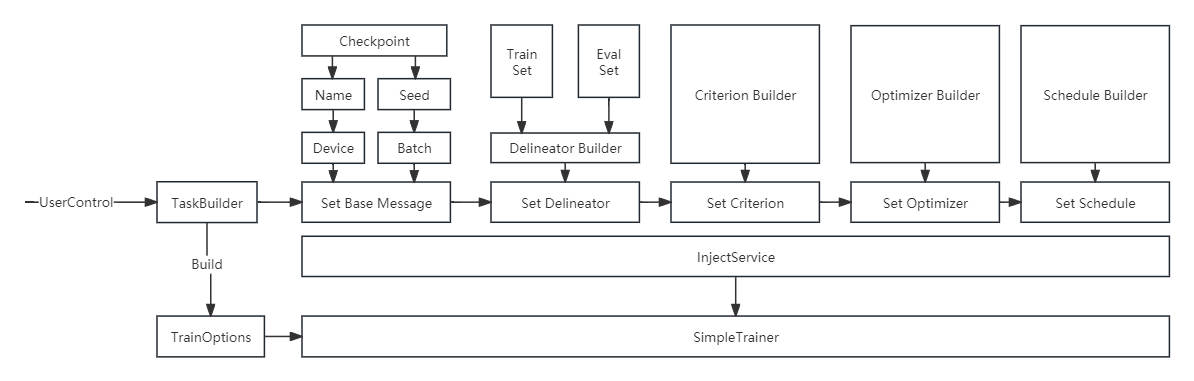 Checkpoint
Train
Set
Eval
Set
Criterion Builder
Optimizer Builder
Schedule Builder
Name
Seed
Device
Batch
Delineator Builder
UserControl
TaskBuilder
Set Base Message
Set Delineator
Set Criterion
Set Optimizer
Set Schedule
Build
InjectService
TrainOptions
SimpleTrainer